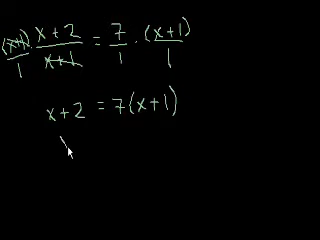 (x+1)/1 · (x+2)/(x+1) = 7/1 · (x+1)/1
x+2 = 7(x+1)